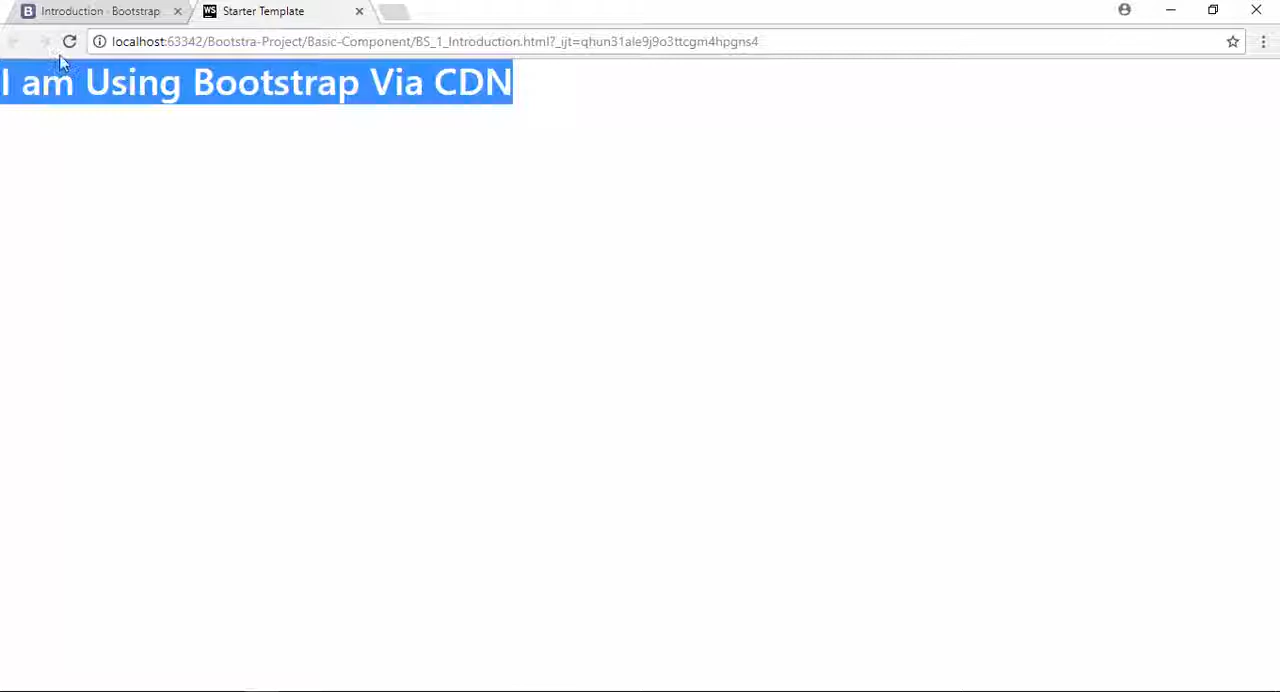 B Introduction · Bootstrap
WS Starter Template
localhost:63342/Bootstra-Project/Basic-Component/BS_1_Introduction.html?_ijt=qhun31ale9j9o3ttcgm4hpgns4
I am Using Bootstrap Via CDN